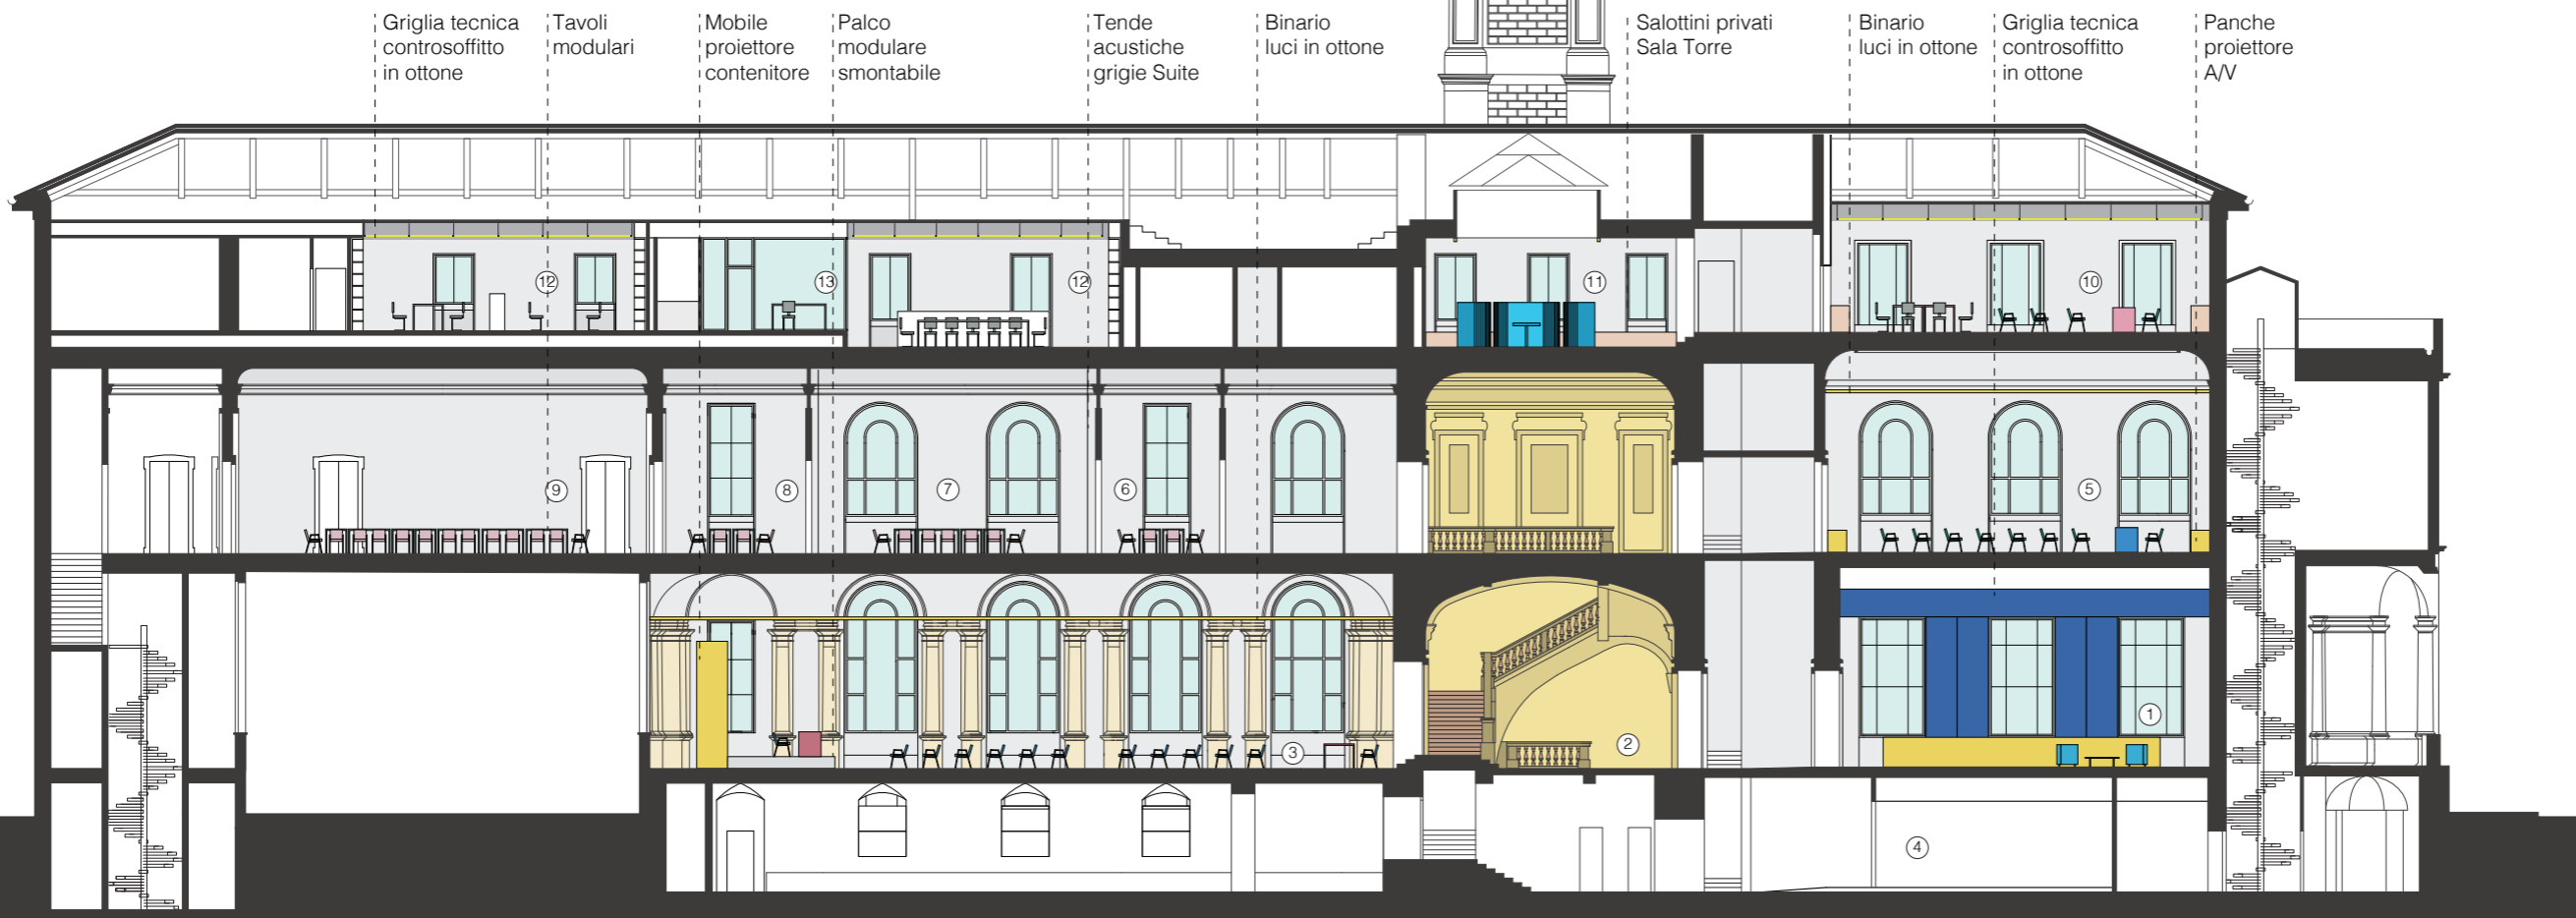 Griglia tecnica
controsoffitto
in ottone
Tavoli
modulari
Mobile
proiettore
contenitore
Palco
modulare
smontabile
Tende
acustiche
grigie Suite
Binario
luci in ottone
Salottini privati
Sala Torre
Binario
luci in ottone
Griglia tecnica
controsoffitto
in ottone
Panche
proiettore
A/V
12
13
12
11
10
9
8
7
6
5
3
2
1
4